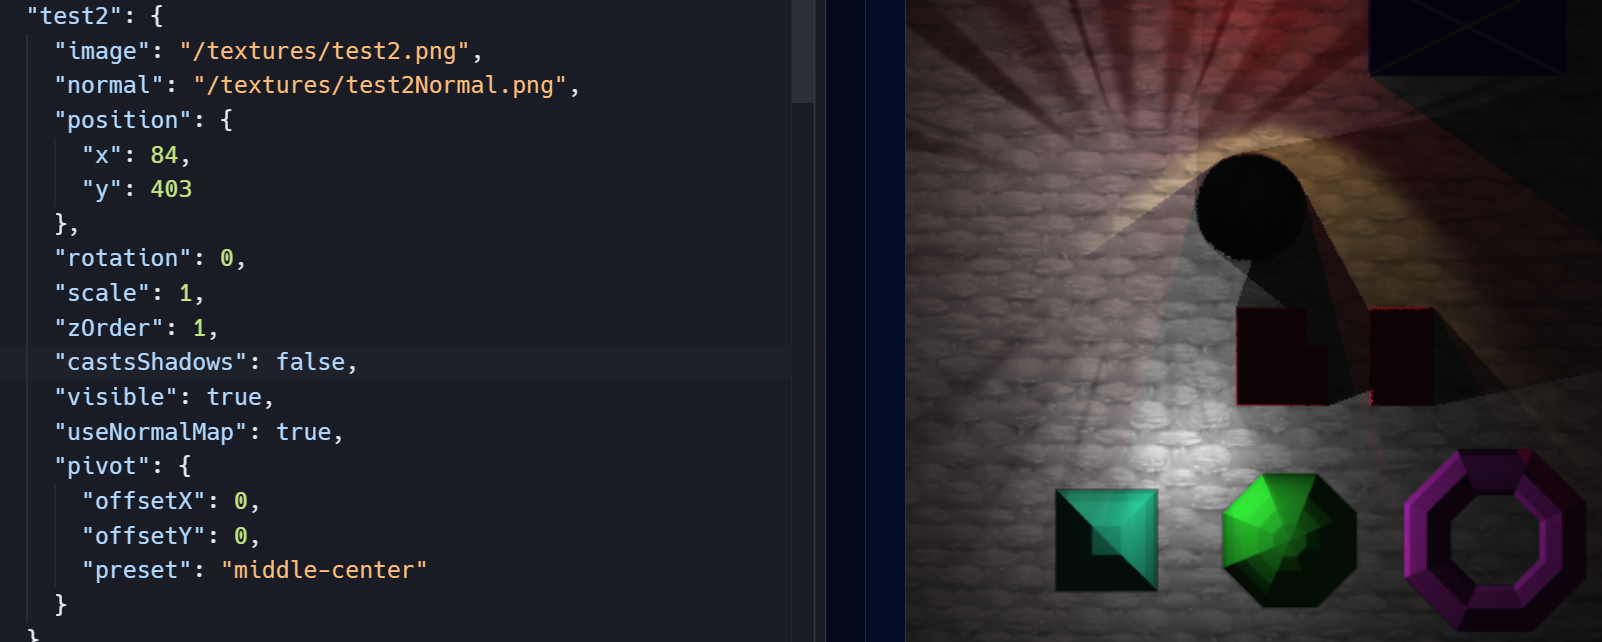 "test2": {
"image": "/textures/test2.png",
"normal": "/textures/test2Normal.png",
"position": {
"x": 84,
"y": 403
},
"rotation": 0,
"scale": 1,
"zOrder": 1,
"castsShadows": false,
"visible": true,
"useNormalMap": true,
"pivot": {
"offsetX": 0,
"offsetY": 0,
"preset": "middle-center"
}
}